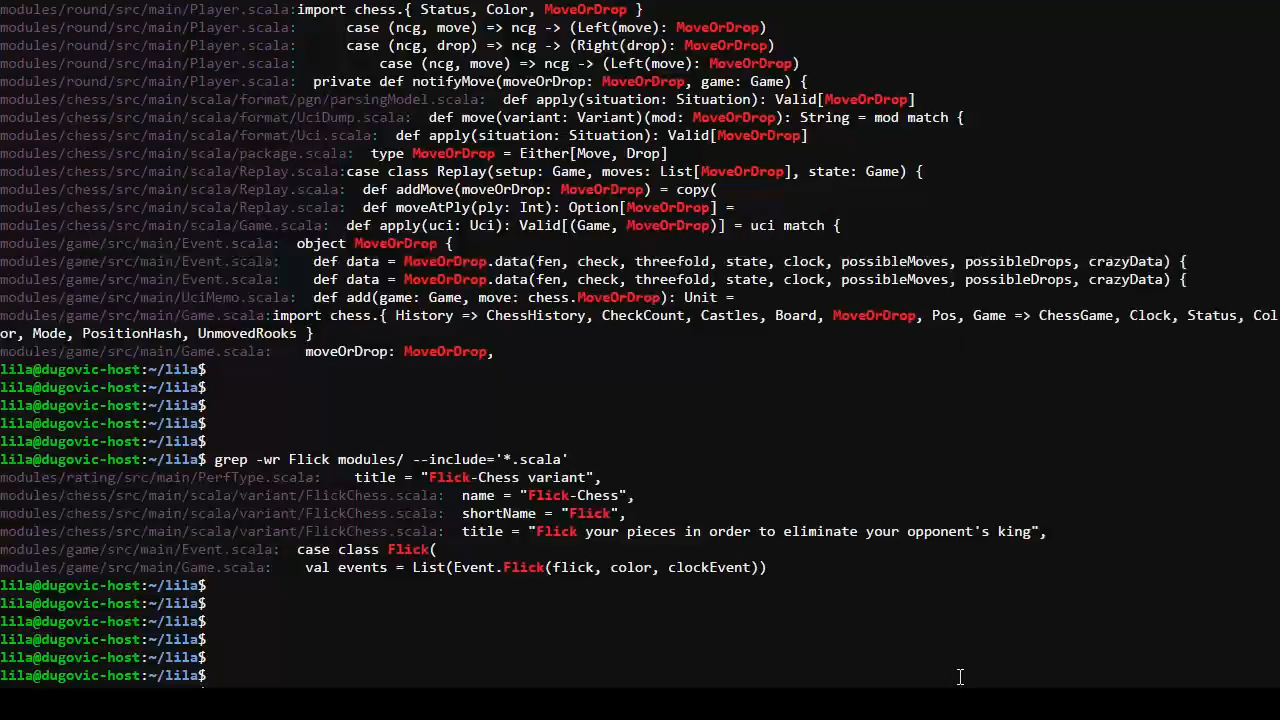 modules/round/src/main/Player.scala:import chess.{ Status, Color, MoveOrDrop }
modules/round/src/main/Player.scala:      case (ncg, move) => ncg -> (Left(move): MoveOrDrop)
modules/round/src/main/Player.scala:      case (ncg, drop) => ncg -> (Right(drop): MoveOrDrop)
modules/round/src/main/Player.scala:          case (ncg, move) => ncg -> (Left(move): MoveOrDrop)
modules/round/src/main/Player.scala:  private def notifyMove(moveOrDrop: MoveOrDrop, game: Game) {
modules/chess/src/main/scala/format/pgn/parsingModel.scala:  def apply(situation: Situation): Valid[MoveOrDrop]
modules/chess/src/main/scala/format/UciDump.scala:  def move(variant: Variant)(mod: MoveOrDrop): String = mod match {
modules/chess/src/main/scala/format/Uci.scala:  def apply(situation: Situation): Valid[MoveOrDrop]
modules/chess/src/main/scala/package.scala:  type MoveOrDrop = Either[Move, Drop]
modules/chess/src/main/scala/Replay.scala:case class Replay(setup: Game, moves: List[MoveOrDrop], state: Game) {
modules/chess/src/main/scala/Replay.scala:  def addMove(moveOrDrop: MoveOrDrop) = copy(
modules/chess/src/main/scala/Replay.scala:  def moveAtPly(ply: Int): Option[MoveOrDrop] =
modules/chess/src/main/scala/Game.scala:  def apply(uci: Uci): Valid[(Game, MoveOrDrop)] = uci match {
modules/game/src/main/Event.scala:  object MoveOrDrop {
modules/game/src/main/Event.scala:    def data = MoveOrDrop.data(fen, check, threefold, state, clock, possibleMoves, possibleDrops, crazyData) {
modules/game/src/main/Event.scala:    def data = MoveOrDrop.data(fen, check, threefold, state, clock, possibleMoves, possibleDrops, crazyData) {
modules/game/src/main/UciMemo.scala:  def add(game: Game, move: chess.MoveOrDrop): Unit =
modules/game/src/main/Game.scala:import chess.{ History => ChessHistory, CheckCount, Castles, Board, MoveOrDrop, Pos, Game => ChessGame, Clock, Status, Col
or, Mode, PositionHash, UnmovedRooks }
modules/game/src/main/Game.scala:    moveOrDrop: MoveOrDrop,
lila@dugovic-host:~/lila$
lila@dugovic-host:~/lila$
lila@dugovic-host:~/lila$
lila@dugovic-host:~/lila$
lila@dugovic-host:~/lila$
lila@dugovic-host:~/lila$ grep -wr Flick modules/ --include='*.scala'
modules/rating/src/main/PerfType.scala:    title = "Flick-Chess variant",
modules/chess/src/main/scala/variant/FlickChess.scala:  name = "Flick-Chess",
modules/chess/src/main/scala/variant/FlickChess.scala:  shortName = "Flick",
modules/chess/src/main/scala/variant/FlickChess.scala:  title = "Flick your pieces in order to eliminate your opponent's king",
modules/game/src/main/Event.scala:  case class Flick(
modules/game/src/main/Game.scala:    val events = List(Event.Flick(flick, color, clockEvent))
lila@dugovic-host:~/lila$
lila@dugovic-host:~/lila$
lila@dugovic-host:~/lila$
lila@dugovic-host:~/lila$
lila@dugovic-host:~/lila$
lila@dugovic-host:~/lila$